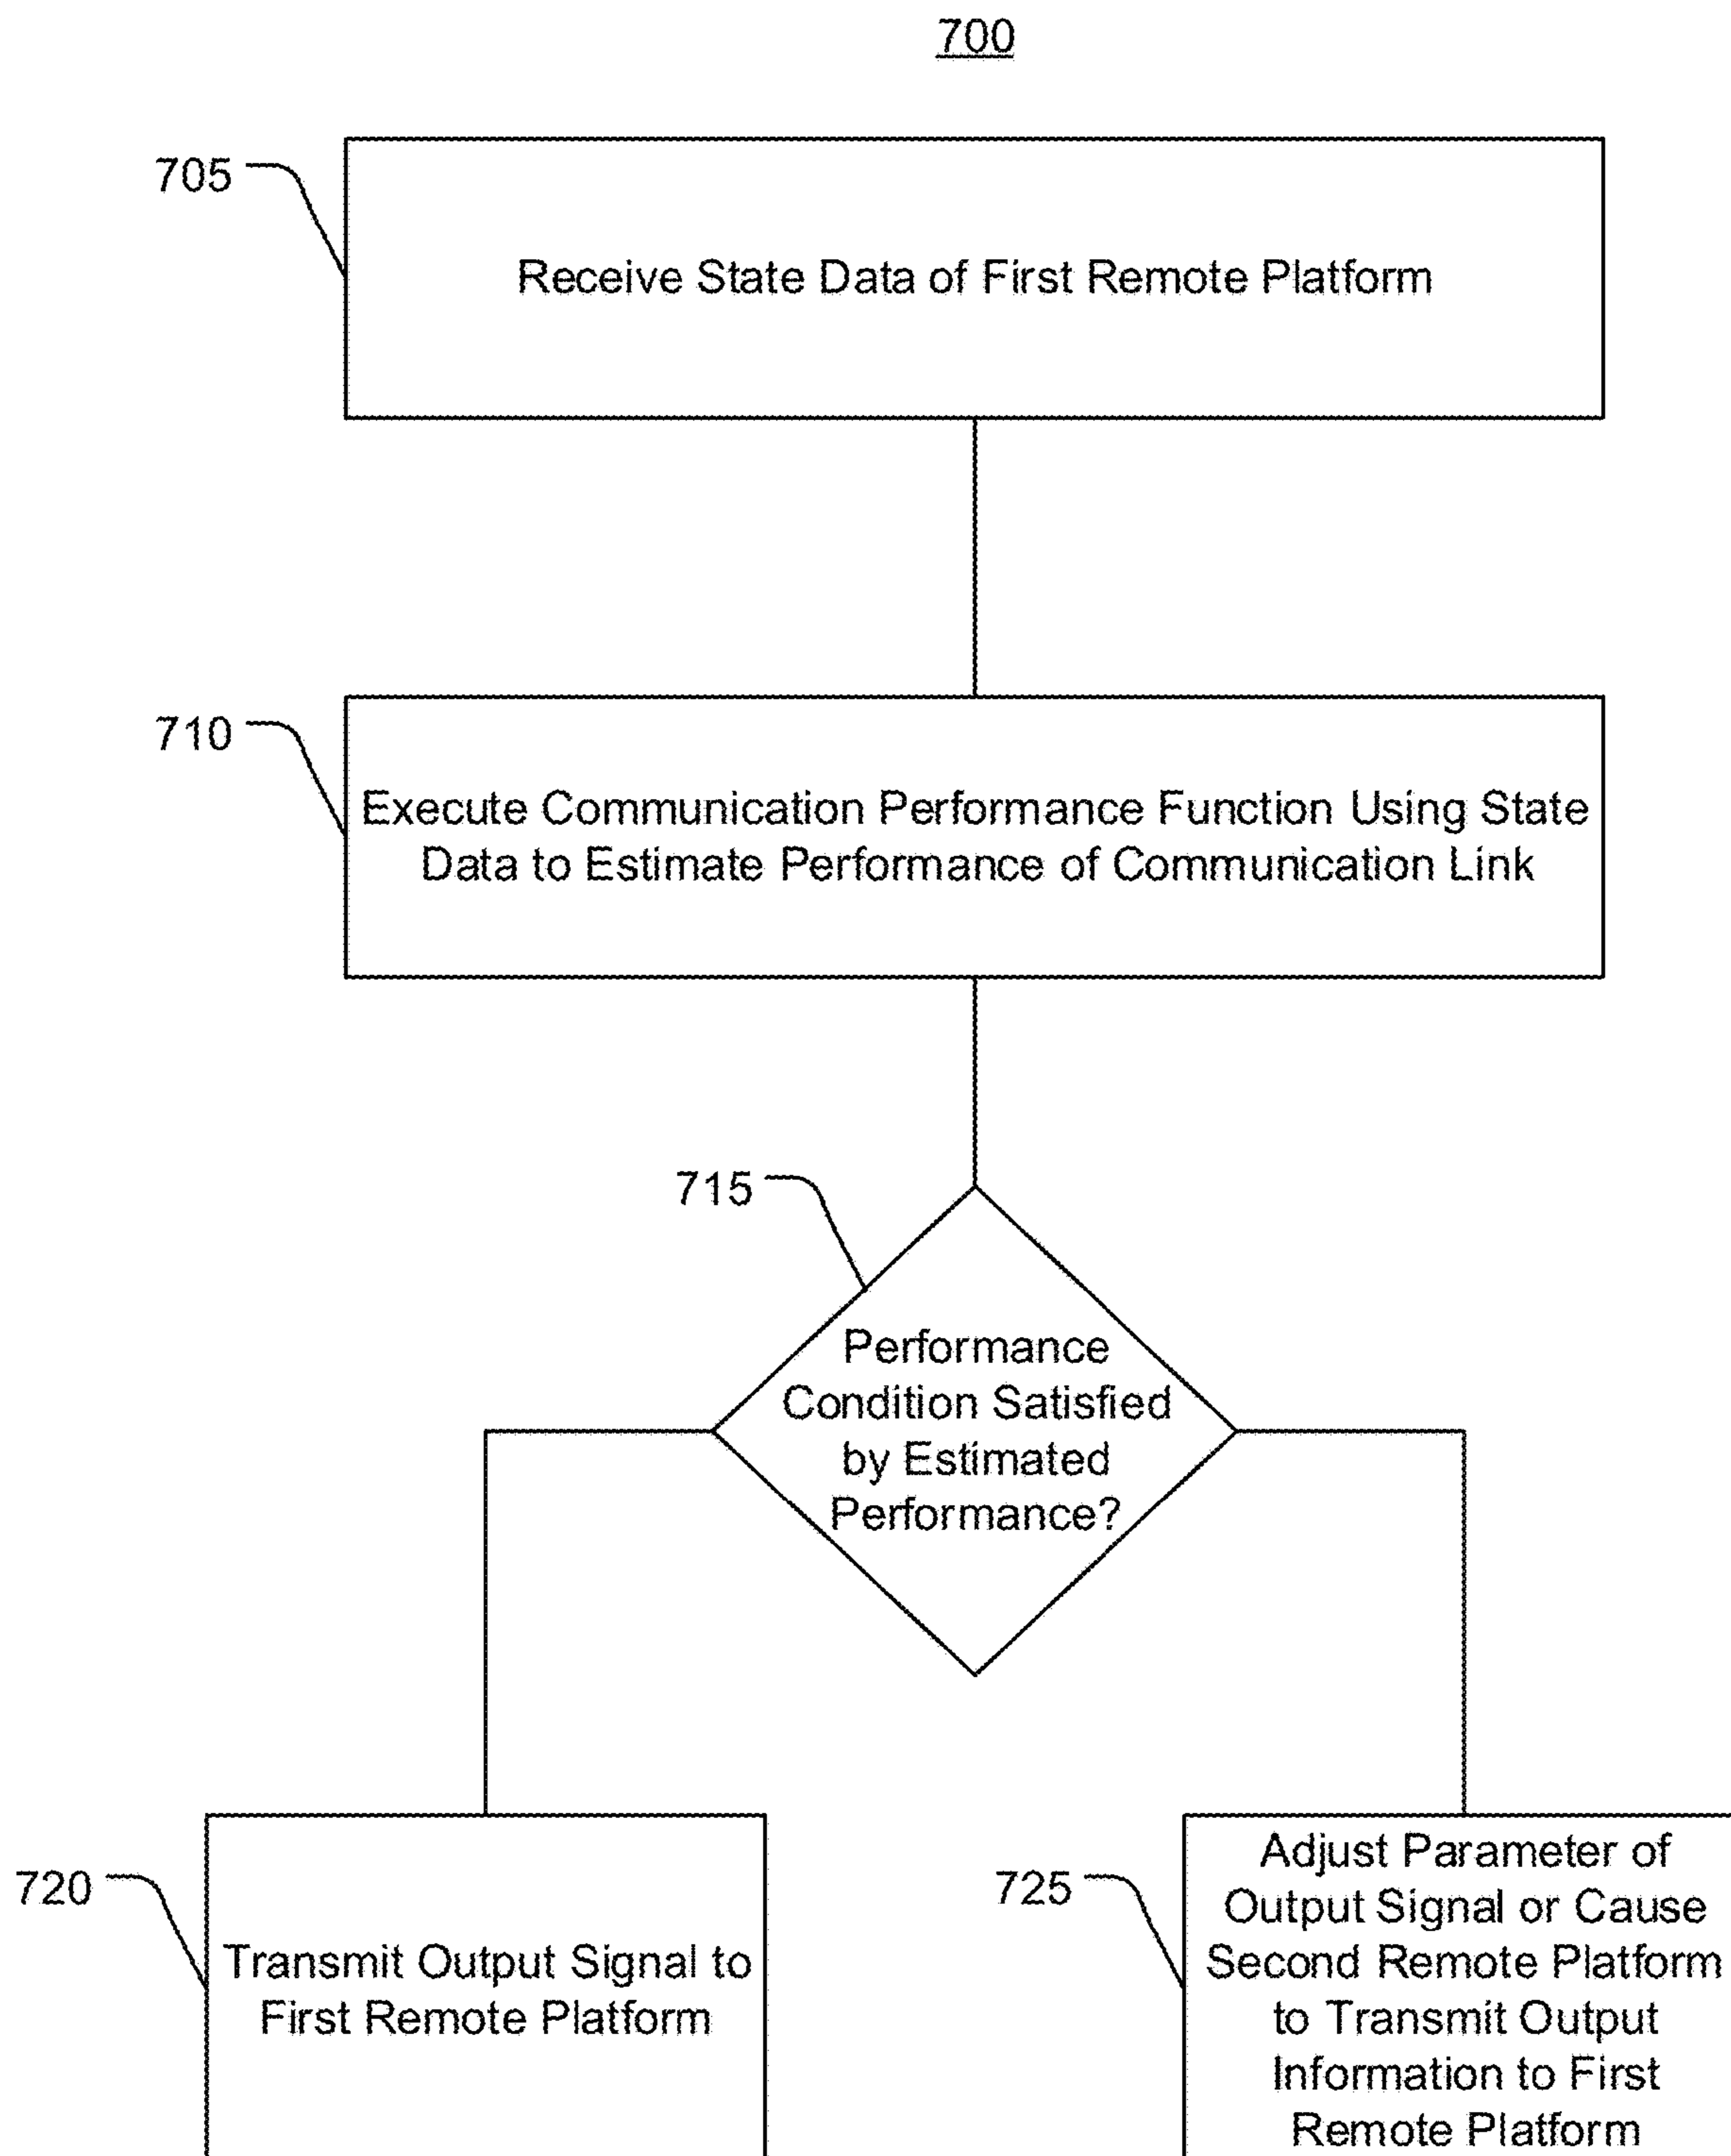 700
705
Receive State Data of First Remote Platform
710
Execute Communication Performance Function Using State
Data to Estimate Performance of Communication Link
715
Performance
Condition Satisfied
by Estimated
Performance?
720
Transmit Output Signal to
First Remote Platform
725
Adjust Parameter of
Output Signal or Cause
Second Remote Platform
to Transmit Output
Information to First
Remote Platform